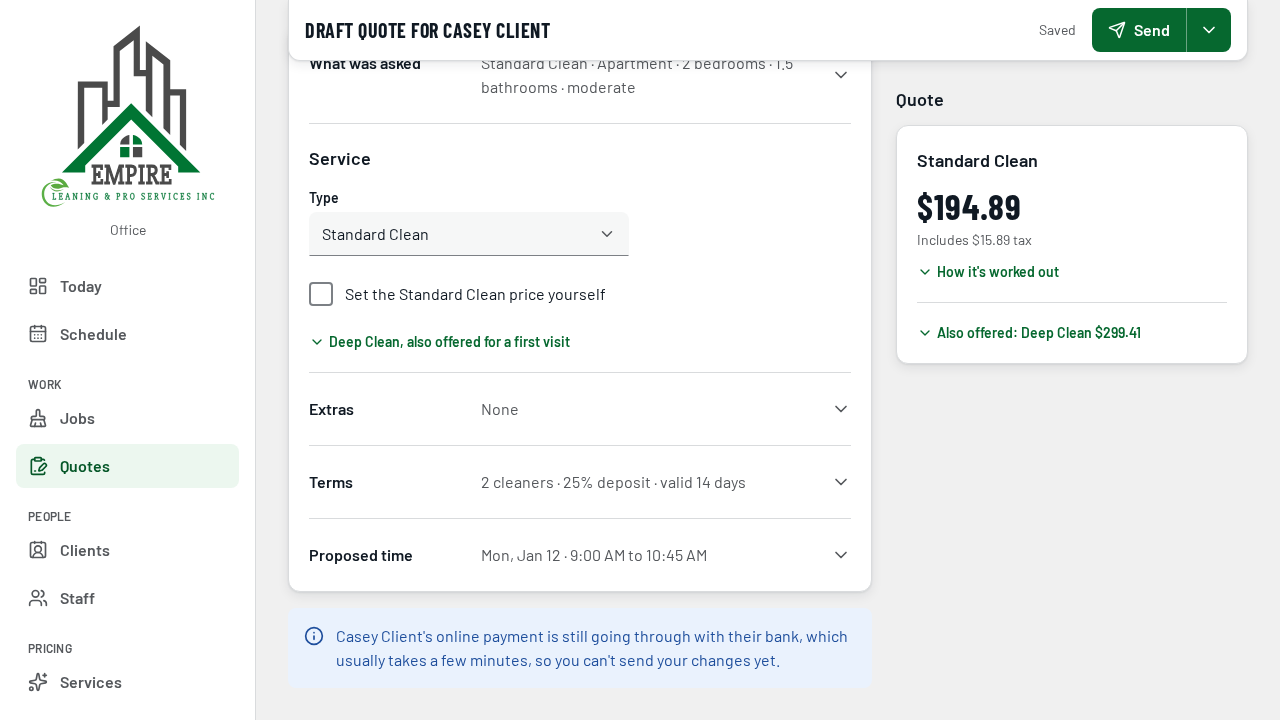 EMPIRE
LEANING & PRO SERVICES INC
Office
Today
Schedule
WORK
Jobs
Quotes
PEOPLE
Clients
Staff
PRICING
Services
DRAFT QUOTE FOR CASEY CLIENT
Saved
Send
What was asked
Standard Clean · Apartment · 2 bedrooms · 1.5
bathrooms · moderate
Service
Type
Standard Clean
Set the Standard Clean price yourself
Deep Clean, also offered for a first visit
Extras
None
Terms
2 cleaners · 25% deposit · valid 14 days
Proposed time
Mon, Jan 12 · 9:00 AM to 10:45 AM
Casey Client's online payment is still going through with their bank, which
usually takes a few minutes, so you can't send your changes yet.
Quote
Standard Clean
$194.89
Includes $15.89 tax
How it's worked out
Also offered: Deep Clean $299.41